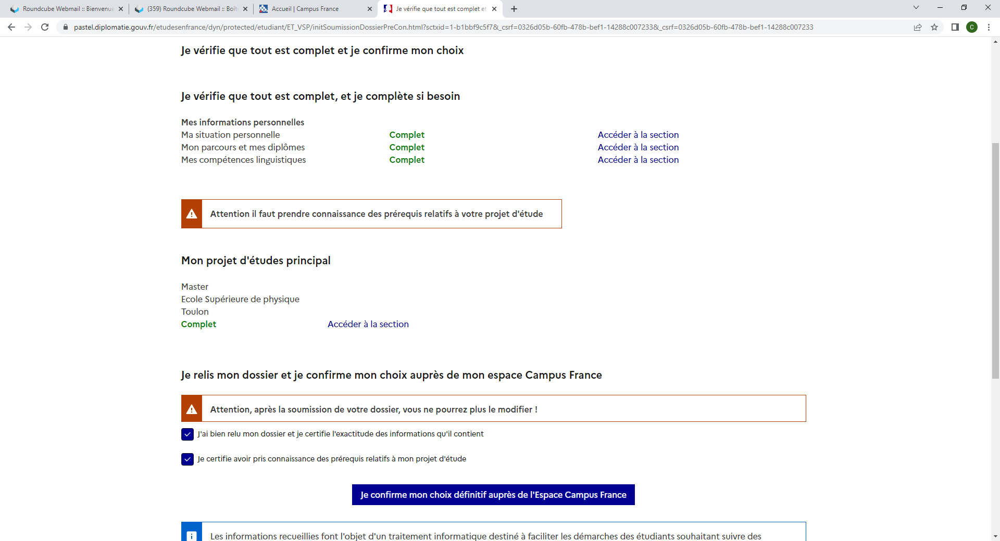 Roundcube Webmail :: Bienvenue
(359) Roundcube Webmail :: Boît
Accueil | Campus France
Je vérifie que tout est complet et
pastel.diplomatie.gouv.fr/etudesenfrance/dyn/protected/etudiant/ET_VSP/initSoumissionDossierPreCon.html?sctxid=1-b1bbf9c5f7&_csrf=0326d05b-60fb-478b-bef1-14288c007233&_csrf=0326d05b-60fb-478b-bef1-14288c007233
C
Je vérifie que tout est complet et je confirme mon choix
Je vérifie que tout est complet, et je complète si besoin
Mes informations personnelles
Ma situation personnelle Complet Accéder à la section
Mon parcours et mes diplômes Complet Accéder à la section
Mes compétences linguistiques Complet Accéder à la section
Attention il faut prendre connaissance des prérequis relatifs à votre projet d'étude
Mon projet d'études principal
Master
Ecole Supérieure de physique
Toulon
Complet Accéder à la section
Je relis mon dossier et je confirme mon choix auprès de mon espace Campus France
Attention, après la soumission de votre dossier, vous ne pourrez plus le modifier !
J'ai bien relu mon dossier et je certifie l'exactitude des informations qu'il contient
Je certifie avoir pris connaissance des prérequis relatifs à mon projet d'étude
Je confirme mon choix définitif auprès de l'Espace Campus France
Les informations recueillies font l'objet d'un traitement informatique destiné à faciliter les démarches des étudiants souhaitant suivre des